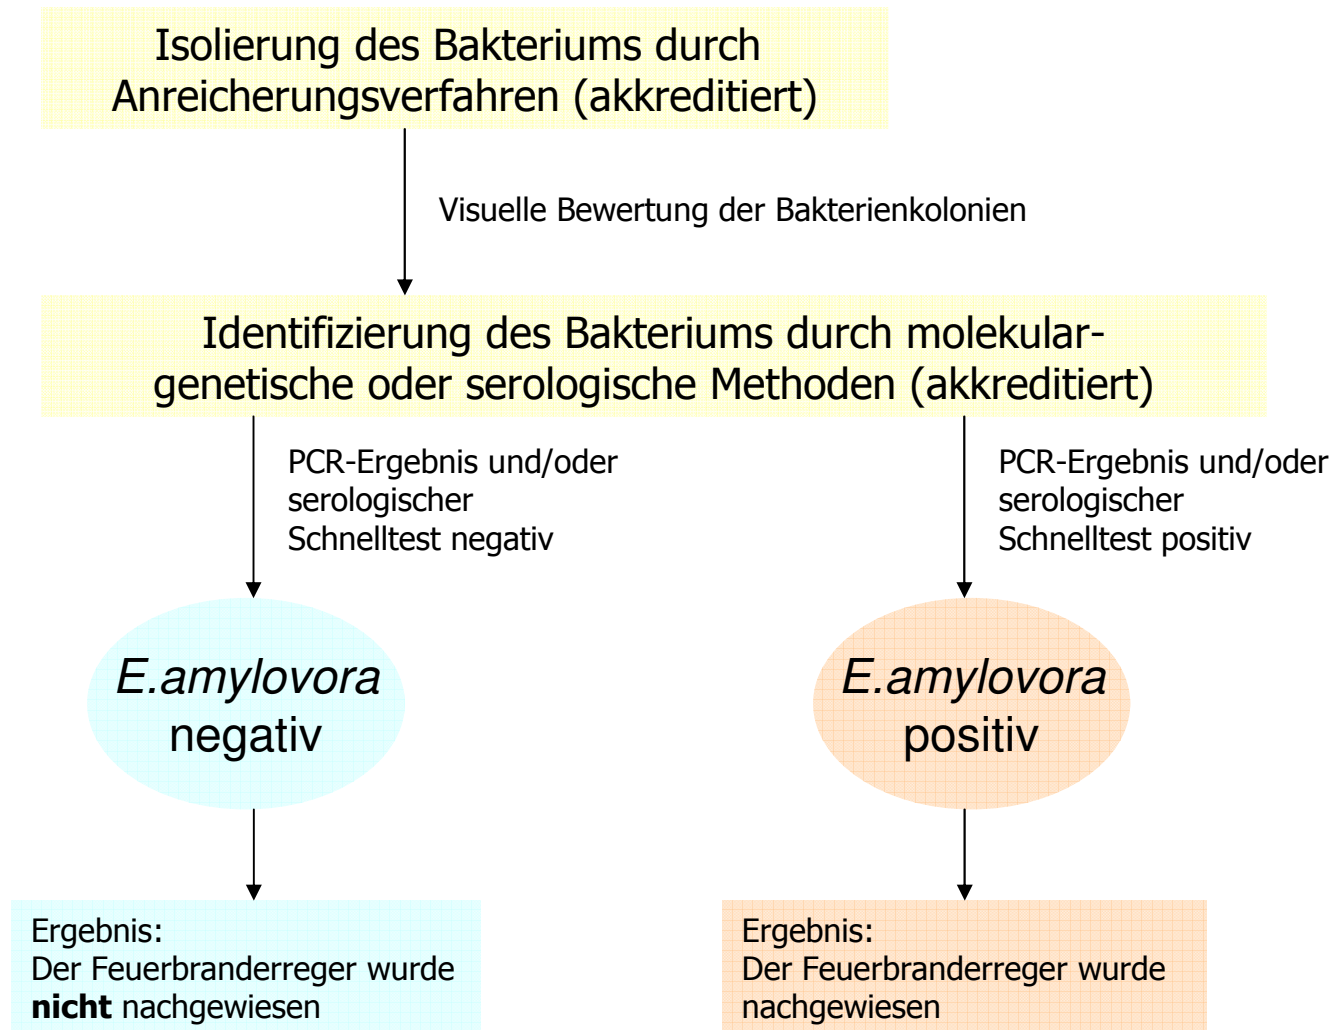 Isolierung des Bakteriums durch
Anreicherungsverfahren (akkreditiert)
Visuelle Bewertung der Bakterienkolonien
Identifizierung des Bakteriums durch molekular-
genetische oder serologische Methoden (akkreditiert)
PCR-Ergebnis und/oder
serologischer
Schnelltest negativ
PCR-Ergebnis und/oder
serologischer
Schnelltest positiv
E.amylovora
negativ
E.amylovora
positiv
Ergebnis:
Der Feuerbranderreger wurde
nicht nachgewiesen
Ergebnis:
Der Feuerbranderreger wurde
nachgewiesen